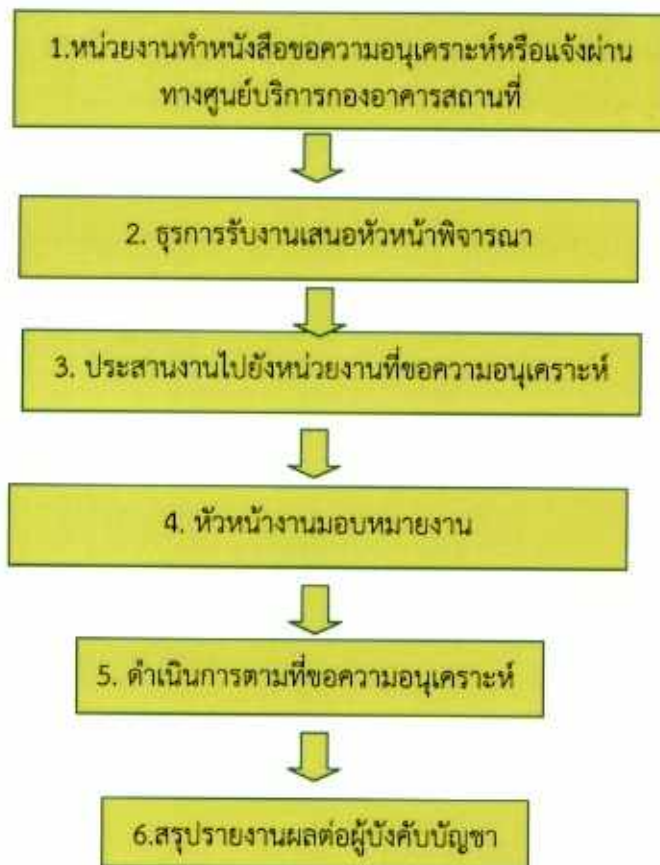 1.หน่วยงานทำหนังสือขอความอนุเคราะห์หรือแจ้งผ่าน
ทางศูนย์บริการกองอาคารสถานที่
2. ธุรการรับงานเสนอหัวหน้าพิจารณา
3. ประสานงานไปยังหน่วยงานที่ขอความอนุเคราะห์
4. หัวหน้างานมอบหมายงาน
5. ดำเนินการตามที่ขอความอนุเคราะห์
6.สรุปรายงานผลต่อผู้บังคับบัญชา